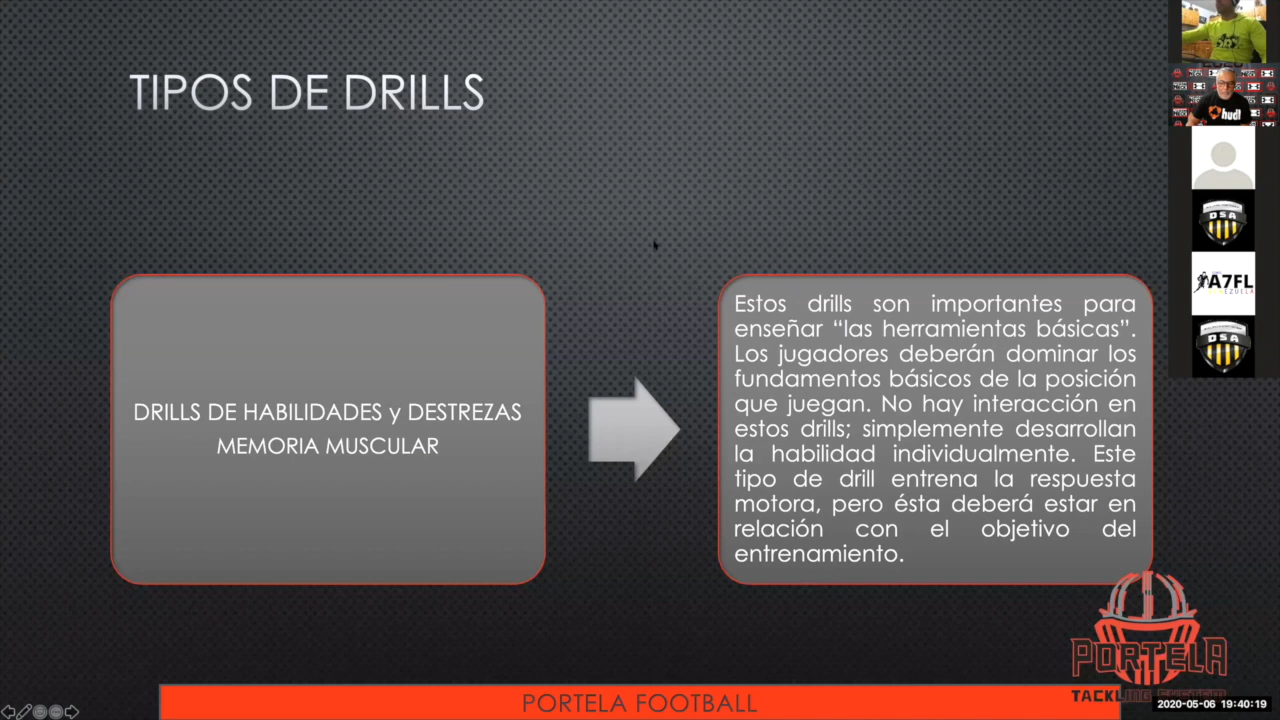 TIPOS DE DRILLS
DRILLS DE HABILIDADES y DESTREZAS
MEMORIA MUSCULAR
Estos drills son importantes para
enseñar “las herramientas básicas”.
Los jugadores deberán dominar los
fundamentos básicos de la posición
que juegan. No hay interacción en
estos drills; simplemente desarrollan
la habilidad individualmente. Este
tipo de drill entrena la respuesta
motora, pero ésta deberá estar en
relación con el objetivo del
entrenamiento.
hudl
DSA
A7FL
DSA
PORTELA
TACKLING SYSTEM
PORTELA FOOTBALL
2020-05-06 19:40:19